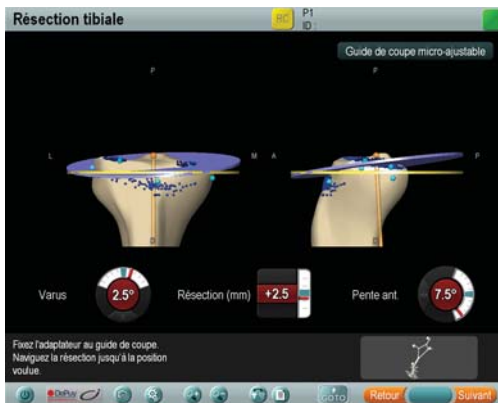 Résection tibiale
RC
P1
ID :
Guide de coupe micro-ajustable
P
P
L
M
A
P
D
D
Varus
2.5°
Résection (mm)
+2.5
Pente ant.
7.5°
Fixez l'adaptateur au guide de coupe.
Naviguez la résection jusqu'à la position
voulue.
DePuy
GOTO
Retour
Suivant